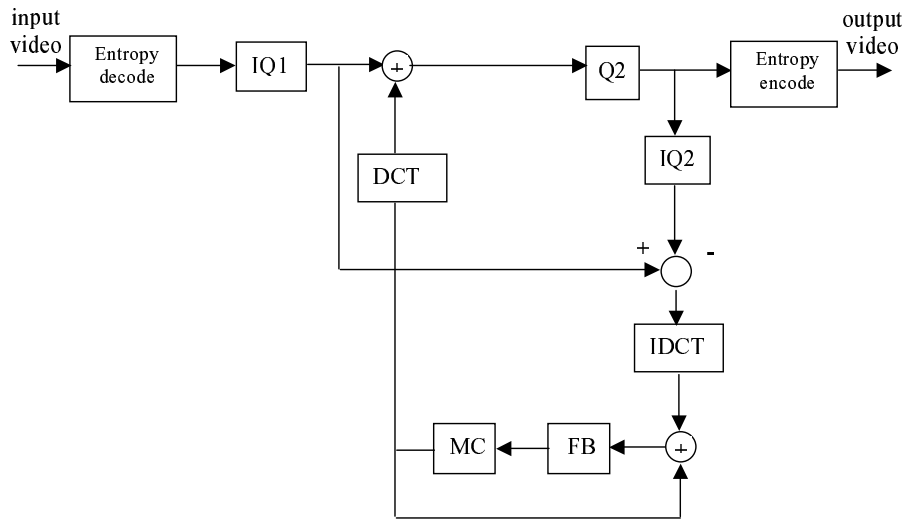 input
video
output
video
Entropy
decode
IQ1
+
Q2
Entropy
encode
DCT
IQ2
+
-
IDCT
MC
FB
+